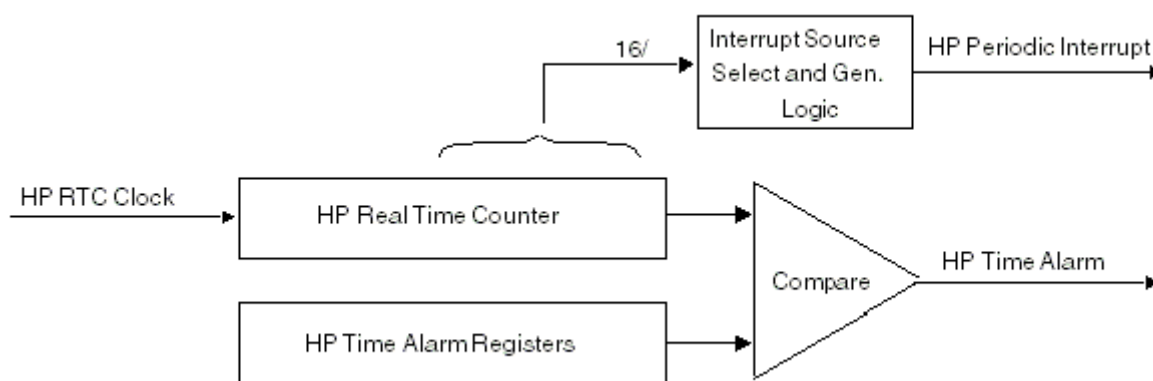 16/
Interrupt Source
Select and Gen.
Logic
HP Periodic Interrupt
HP RTC Clock
HP Real Time Counter
Compare
HP Time Alarm
HP Time Alarm Registers